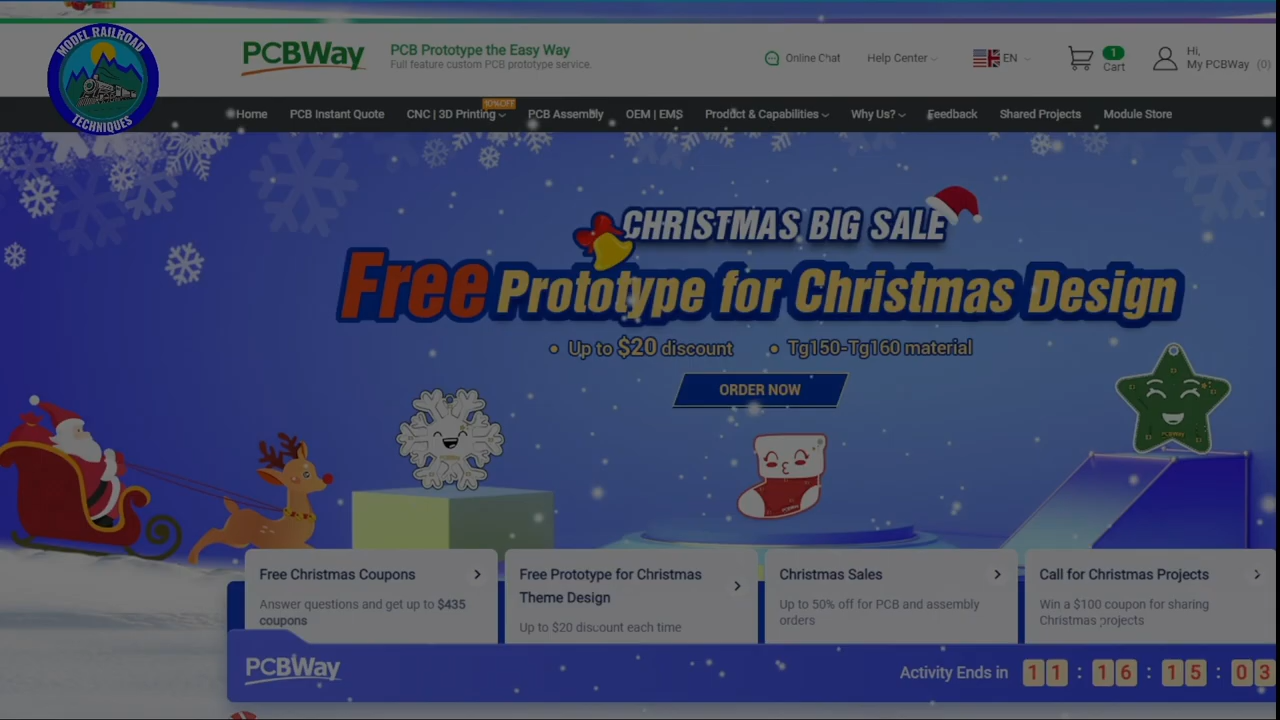 MODEL RAILROAD
TECHNIQUES
PCBWay
PCB Prototype the Easy Way
Full feature custom PCB prototype service.
Online Chat
Help Center
EN
1
Cart
Hi,
My PCBWay (0)
Home
PCB Instant Quote
CNC | 3D Printing
10%OFF
PCB Assembly
OEM | EMS
Product & Capabilities
Why Us?
Feedback
Shared Projects
Module Store
CHRISTMAS BIG SALE
Free Prototype for Christmas Design
Up to $20 discount
Tg150-Tg160 material
ORDER NOW
Free Christmas Coupons
Answer questions and get up to $435
coupons
Free Prototype for Christmas
Theme Design
Up to $20 discount each time
Christmas Sales
Up to 50% off for PCB and assembly
orders
Call for Christmas Projects
Win a $100 coupon for sharing
Christmas projects
PCBWay
Activity Ends in 11 : 16 : 15 : 03